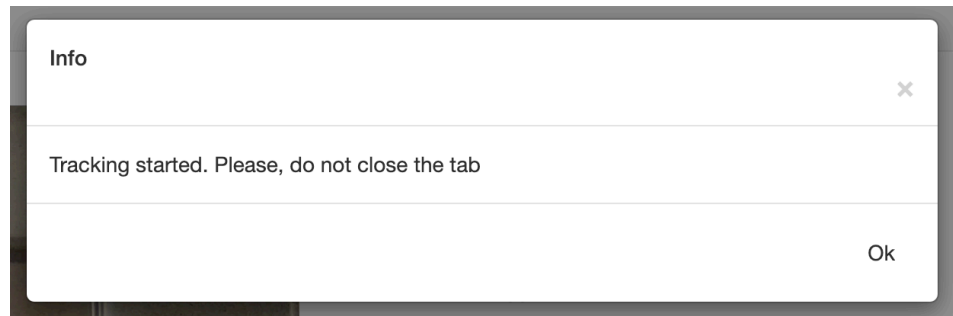 Info
×
Tracking started. Please, do not close the tab
Ok